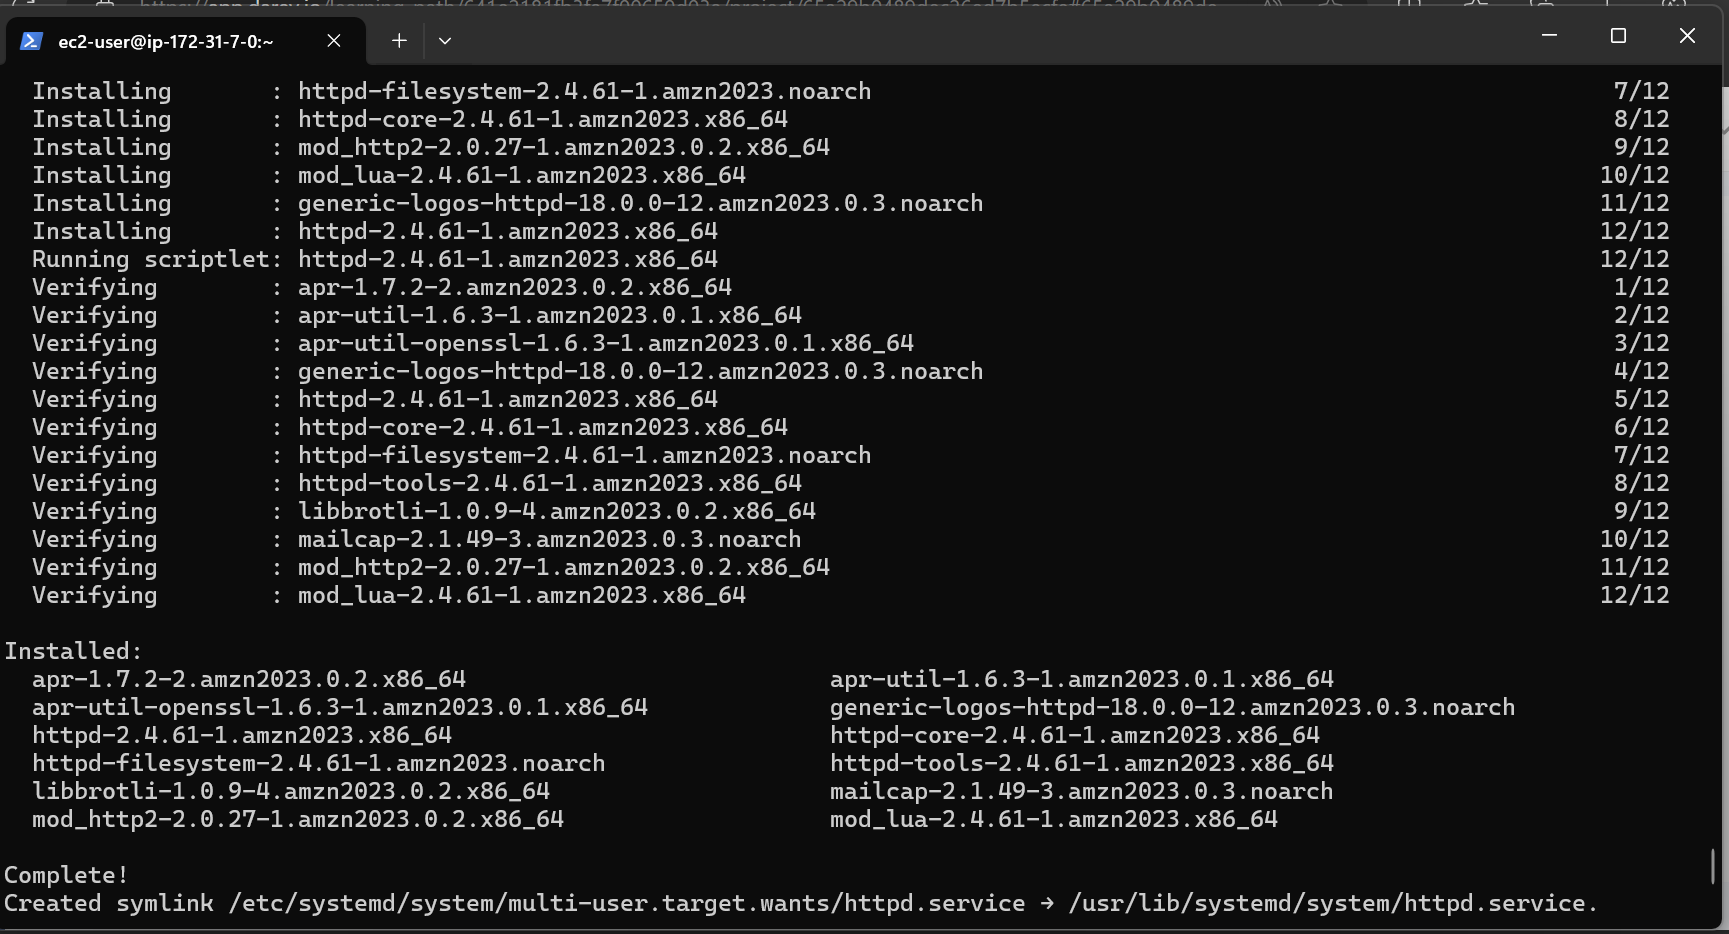 ec2-user@ip-172-31-7-0:~
Installing : httpd-filesystem-2.4.61-1.amzn2023.noarch 7/12
Installing : httpd-core-2.4.61-1.amzn2023.x86_64 8/12
Installing : mod_http2-2.0.27-1.amzn2023.0.2.x86_64 9/12
Installing : mod_lua-2.4.61-1.amzn2023.x86_64 10/12
Installing : generic-logos-httpd-18.0.0-12.amzn2023.0.3.noarch 11/12
Installing : httpd-2.4.61-1.amzn2023.x86_64 12/12
Running scriptlet: httpd-2.4.61-1.amzn2023.x86_64 12/12
Verifying : apr-1.7.2-2.amzn2023.0.2.x86_64 1/12
Verifying : apr-util-1.6.3-1.amzn2023.0.1.x86_64 2/12
Verifying : apr-util-openssl-1.6.3-1.amzn2023.0.1.x86_64 3/12
Verifying : generic-logos-httpd-18.0.0-12.amzn2023.0.3.noarch 4/12
Verifying : httpd-2.4.61-1.amzn2023.x86_64 5/12
Verifying : httpd-core-2.4.61-1.amzn2023.x86_64 6/12
Verifying : httpd-filesystem-2.4.61-1.amzn2023.noarch 7/12
Verifying : httpd-tools-2.4.61-1.amzn2023.x86_64 8/12
Verifying : libbrotli-1.0.9-4.amzn2023.0.2.x86_64 9/12
Verifying : mailcap-2.1.49-3.amzn2023.0.3.noarch 10/12
Verifying : mod_http2-2.0.27-1.amzn2023.0.2.x86_64 11/12
Verifying : mod_lua-2.4.61-1.amzn2023.x86_64 12/12
Installed:
apr-1.7.2-2.amzn2023.0.2.x86_64 apr-util-1.6.3-1.amzn2023.0.1.x86_64
apr-util-openssl-1.6.3-1.amzn2023.0.1.x86_64 generic-logos-httpd-18.0.0-12.amzn2023.0.3.noarch
httpd-2.4.61-1.amzn2023.x86_64 httpd-core-2.4.61-1.amzn2023.x86_64
httpd-filesystem-2.4.61-1.amzn2023.noarch httpd-tools-2.4.61-1.amzn2023.x86_64
libbrotli-1.0.9-4.amzn2023.0.2.x86_64 mailcap-2.1.49-3.amzn2023.0.3.noarch
mod_http2-2.0.27-1.amzn2023.0.2.x86_64 mod_lua-2.4.61-1.amzn2023.x86_64
Complete!
Created symlink /etc/systemd/system/multi-user.target.wants/httpd.service → /usr/lib/systemd/system/httpd.service.